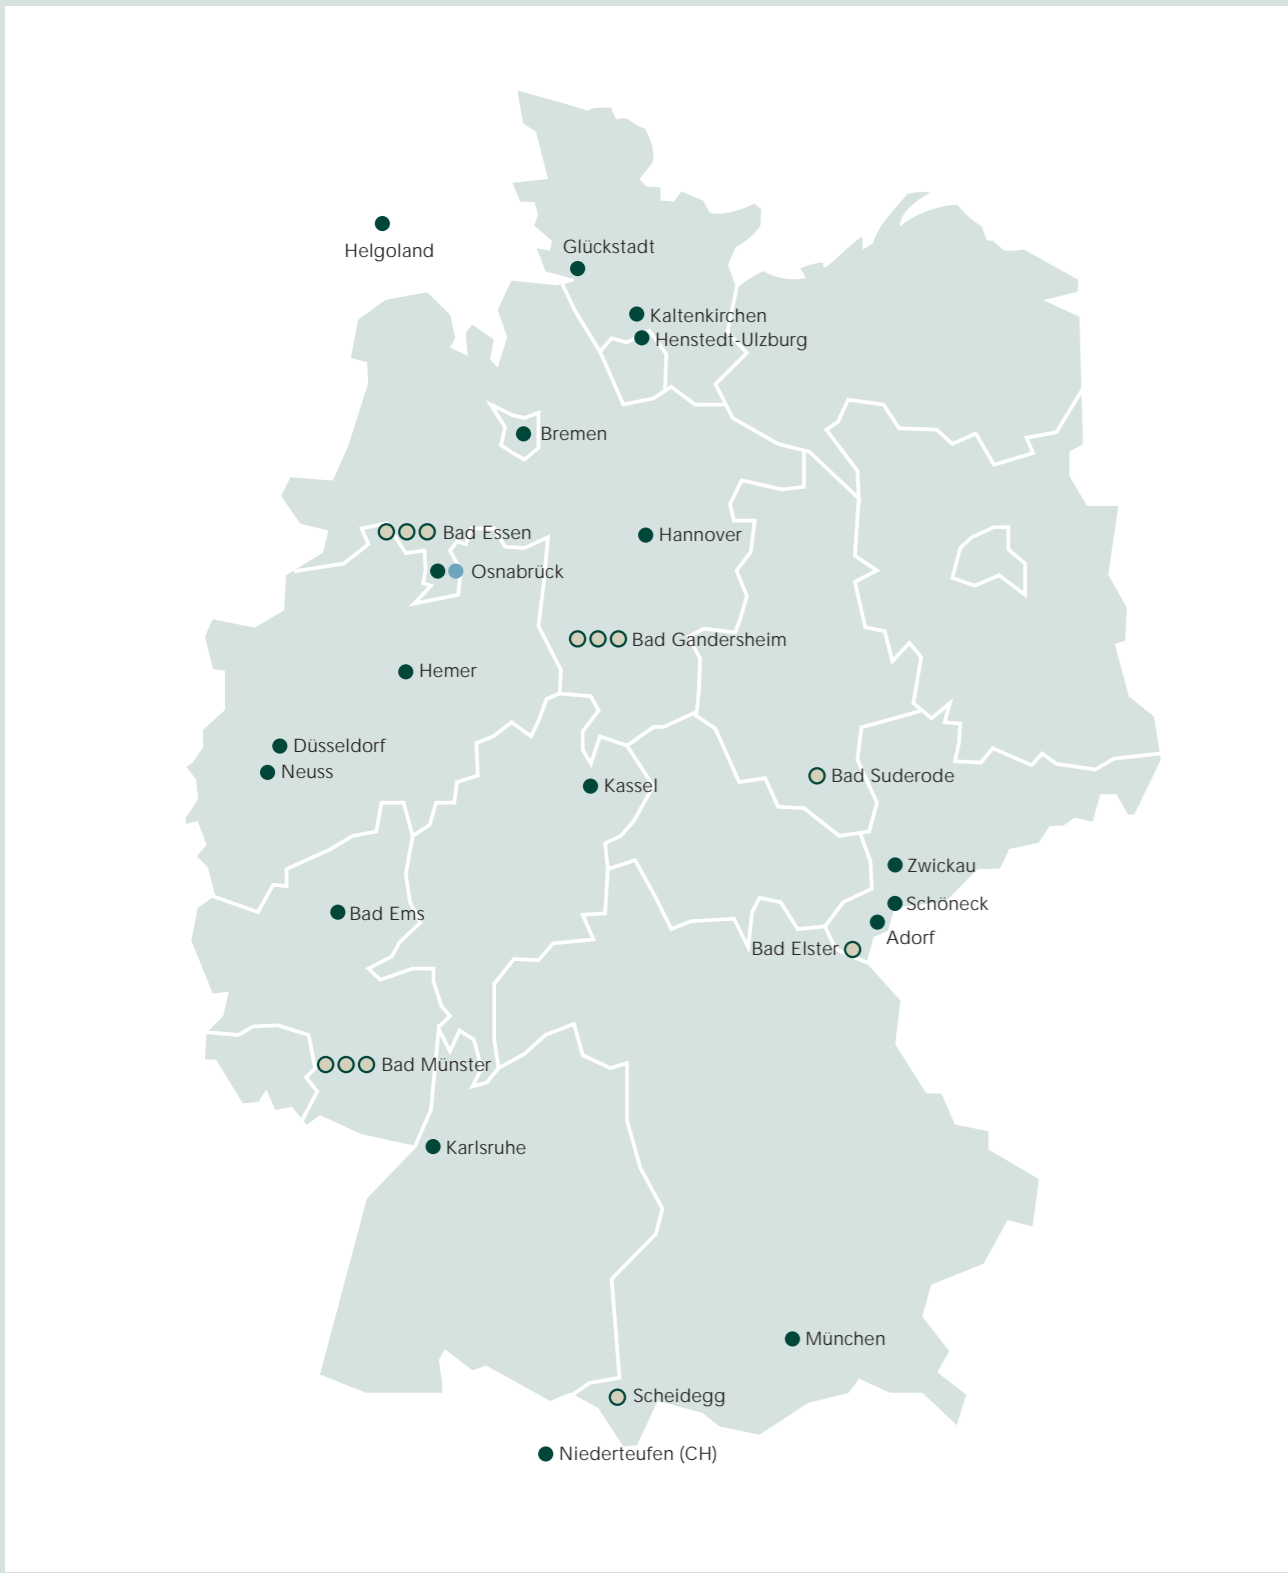 Glückstadt
Helgoland
Kaltenkirchen
Henstedt-Ulzburg
Bremen
Bad Essen
Hannover
Osnabrück
Bad Gandersheim
Hemer
Düsseldorf
Neuss
Bad Suderode
Kassel
Zwickau
Schöneck
Bad Ems
Adorf
Bad Elster
Bad Münster
Karlsruhe
München
Scheidegg
Niederteufen (CH)